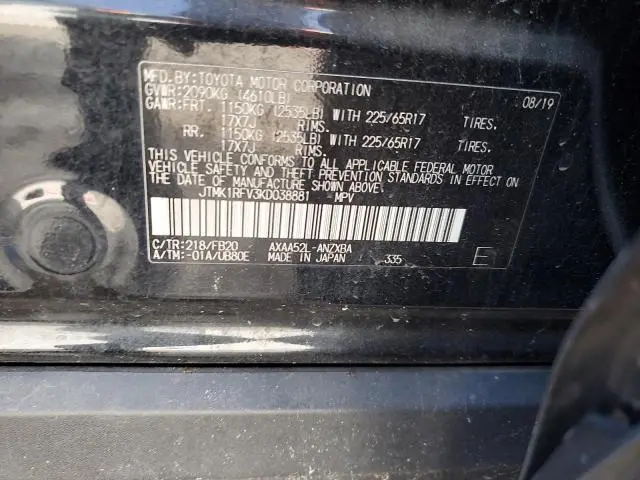 MFD.BY:TOYOTA MOTOR CORPORATION 08/19
GVWR:2090KG (4610LB)
GAWR:FRT. 1150KG (2535LB) WITH 225/65R17 TIRES.
17X7J RIMS.
RR. 1150KG (2535LB) WITH 225/65R17 TIRES.
17X7J RIMS.
THIS VEHICLE CONFORMS TO ALL APPLICABLE FEDERAL MOTOR
VEHICLE SAFETY AND THEFT PREVENTION STANDARDS IN EFFECT ON
THE DATE OF MANUFACTURE SHOWN ABOVE.
JTMK1RFV3KD038881 MPV
C/TR:218/FB20 AXAA52L-ANZXBA
A/TM:-01A/UB80E MADE IN JAPAN 335 E